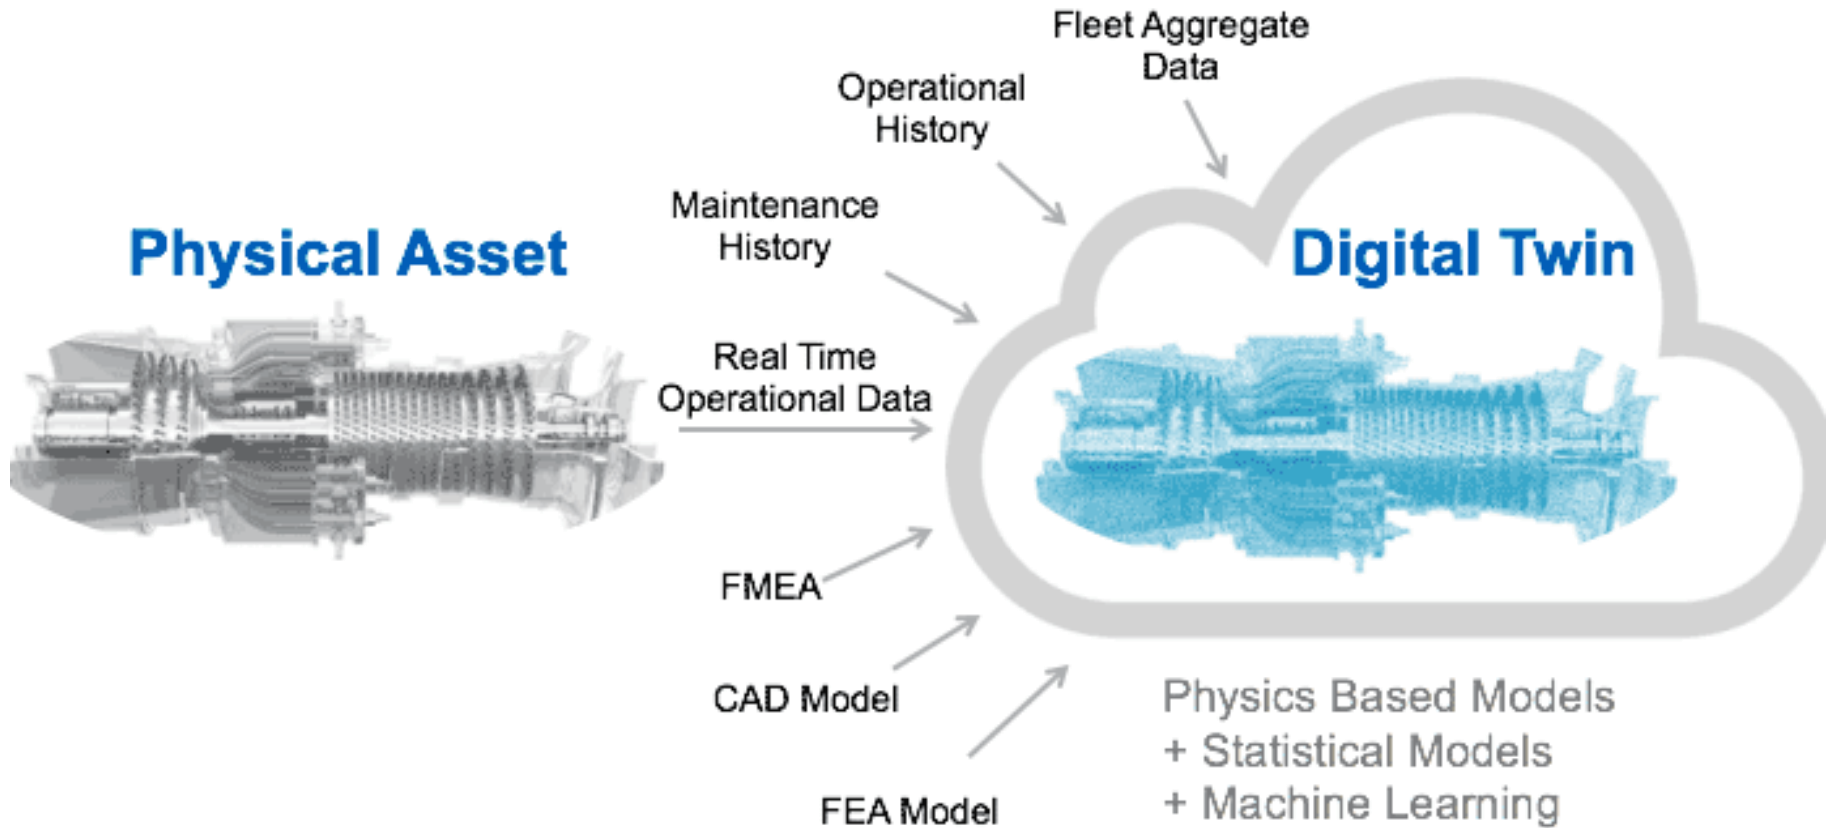 Fleet Aggregate
Data
Operational
History
Maintenance
History
Physical Asset
Digital Twin
Real Time
Operational Data
FMEA
CAD Model
FEA Model
Physics Based Models
+ Statistical Models
+ Machine Learning